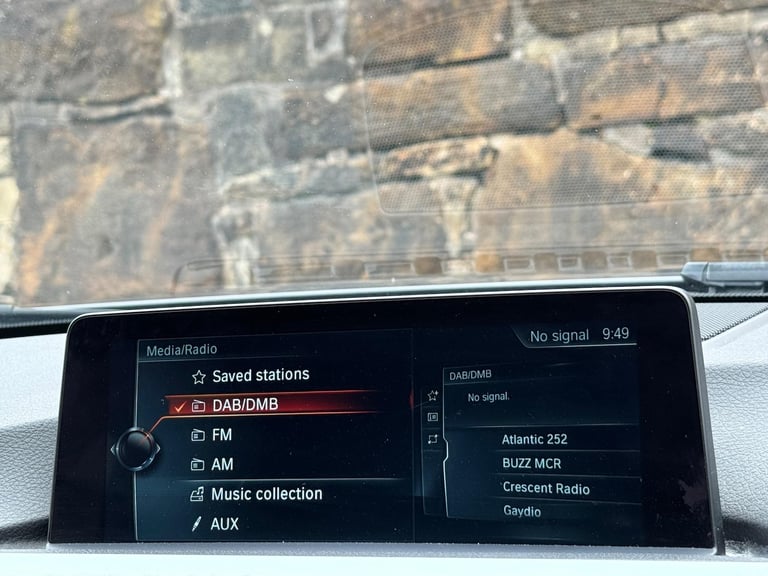 No signal 9:49
Media/Radio
Saved stations
DAB/DMB
FM
AM
Music collection
AUX
DAB/DMB
No signal.
Atlantic 252
BUZZ MCR
Crescent Radio
Gaydio